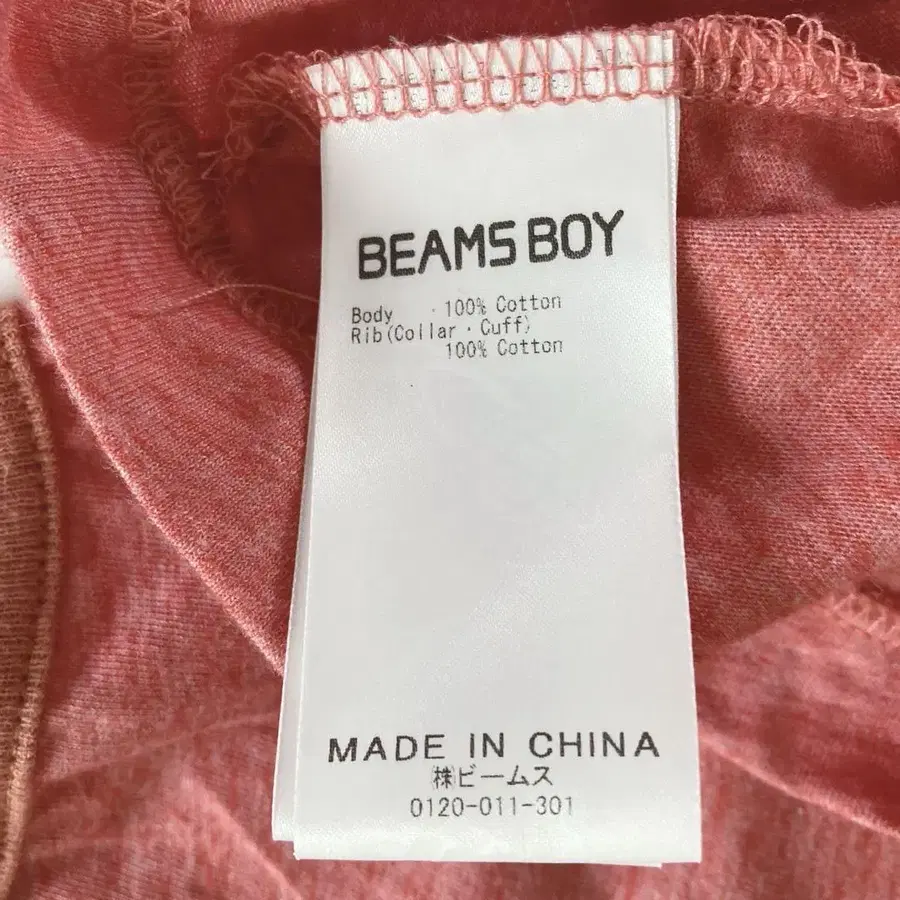 BEAMS BOY
Body · 100% Cotton
Rib(Collar・Cuff)
100% Cotton
MADE IN CHINA
㈱ビームス
0120-011-301